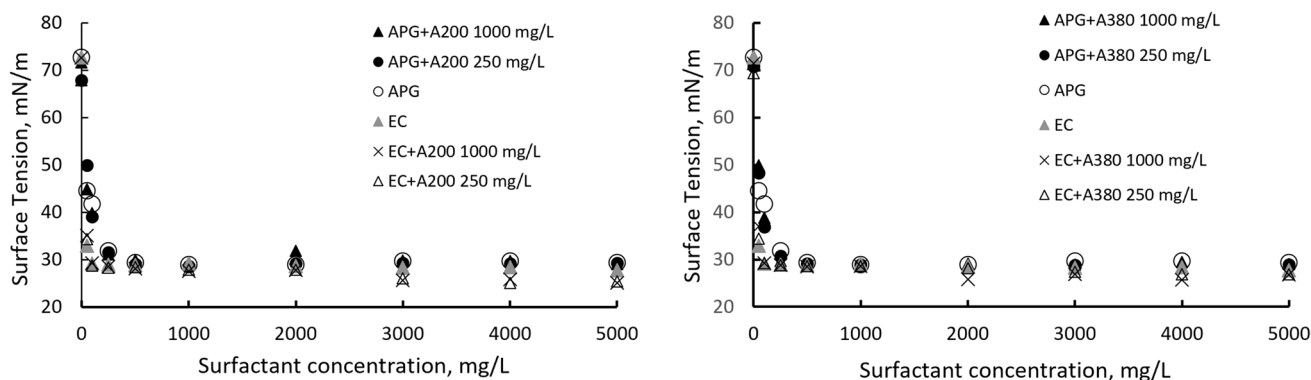 80
70
60
50
40
30
20
Surface Tension, mN/m
0 1000 2000 3000 4000 5000
Surfactant concentration, mg/L
APG+A200 1000 mg/L
APG+A200 250 mg/L
APG
EC
EC+A200 1000 mg/L
EC+A200 250 mg/L
80
70
60
50
40
30
20
Surface Tension, mN/m
0 1000 2000 3000 4000 5000
Surfactant concentration, mg/L
APG+A380 1000 mg/L
APG+A380 250 mg/L
APG
EC
EC+A380 1000 mg/L
EC+A380 250 mg/L